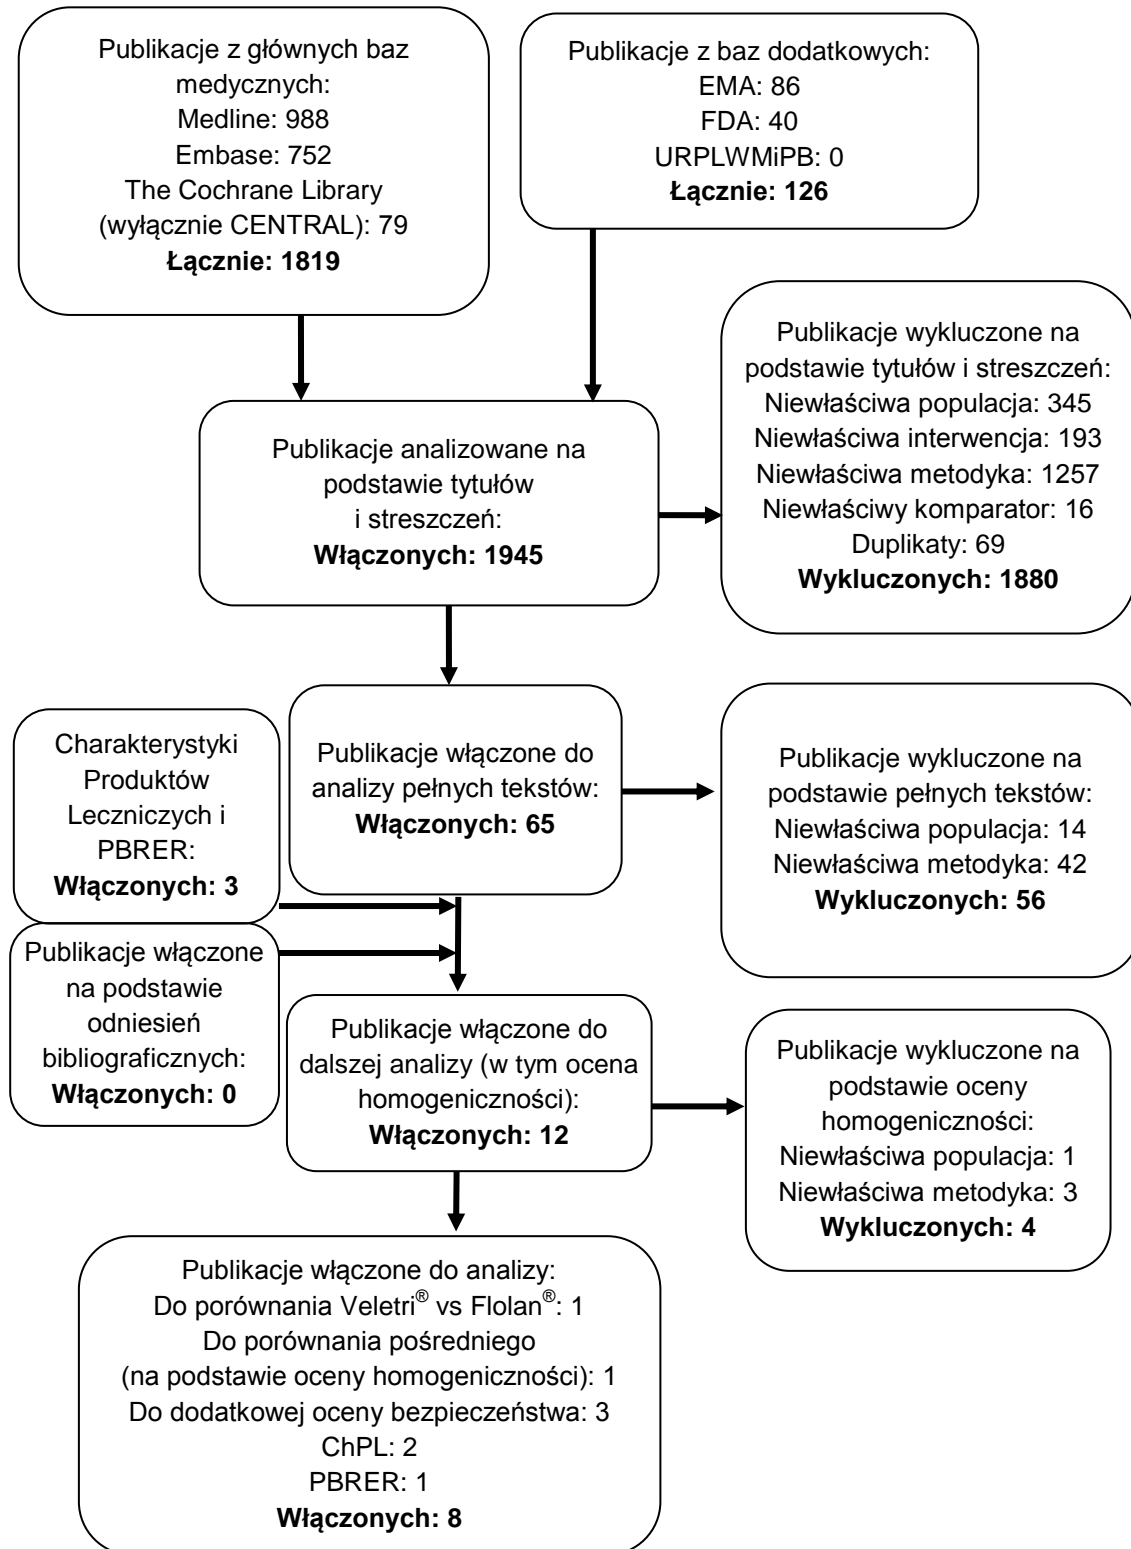 Publikacje z głównych baz
medycznych:
Medline: 988
Embase: 752
The Cochrane Library
(wyłącznie CENTRAL): 79
Łącznie: 1819
Publikacje z baz dodatkowych:
EMA: 86
FDA: 40
URPLWMiPB: 0
Łącznie: 126
Publikacje analizowane na
podstawie tytułów
i streszczeń:
Włączonych: 1945
Publikacje wykluczone na
podstawie tytułów i streszczeń:
Niewłaściwa populacja: 345
Niewłaściwa interwencja: 193
Niewłaściwa metodyka: 1257
Niewłaściwy komparator: 16
Duplikaty: 69
Wykluczonych: 1880
Publikacje włączone do
analizy pełnych tekstów:
Włączonych: 65
Publikacje wykluczone na
podstawie pełnych tekstów:
Niewłaściwa populacja: 14
Niewłaściwa metodyka: 42
Wykluczonych: 56
Charakterystyki
Produktów
Leczniczych i
PBRER:
Włączonych: 3
Publikacje włączone
na podstawie
odniesień
bibliograficznych:
Włączonych: 0
Publikacje włączone do
dalszej analizy (w tym ocena
homogeniczności):
Włączonych: 12
Publikacje wykluczone na
podstawie oceny
homogeniczności:
Niewłaściwa populacja: 1
Niewłaściwa metodyka: 3
Wykluczonych: 4
Publikacje włączone do analizy:
Do porównania Veletri® vs Flolan®: 1
Do porównania pośredniego
(na podstawie oceny homogeniczności): 1
Do dodatkowej oceny bezpieczeństwa: 3
ChPL: 2
PBRER: 1
Włączonych: 8